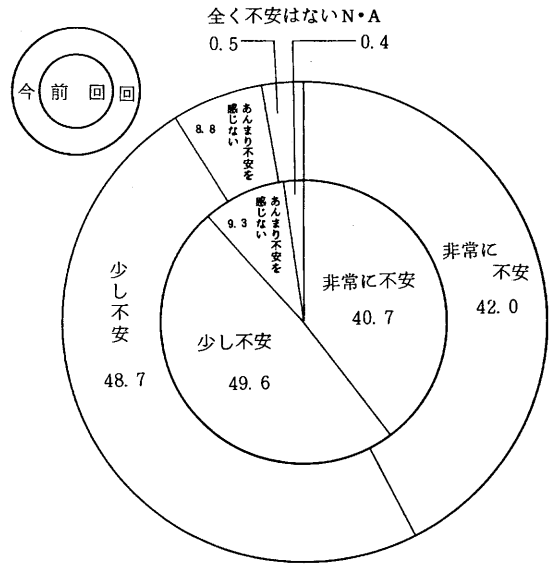 全く不安はないN・A
0.5
0.4
今前回回
あんまり不安を
感じない
8.8
あんまり不安を
感じない
9.3
非常に
不安
42.0
非常に不安
40.7
少し不安
48.7
少し不安
49.6